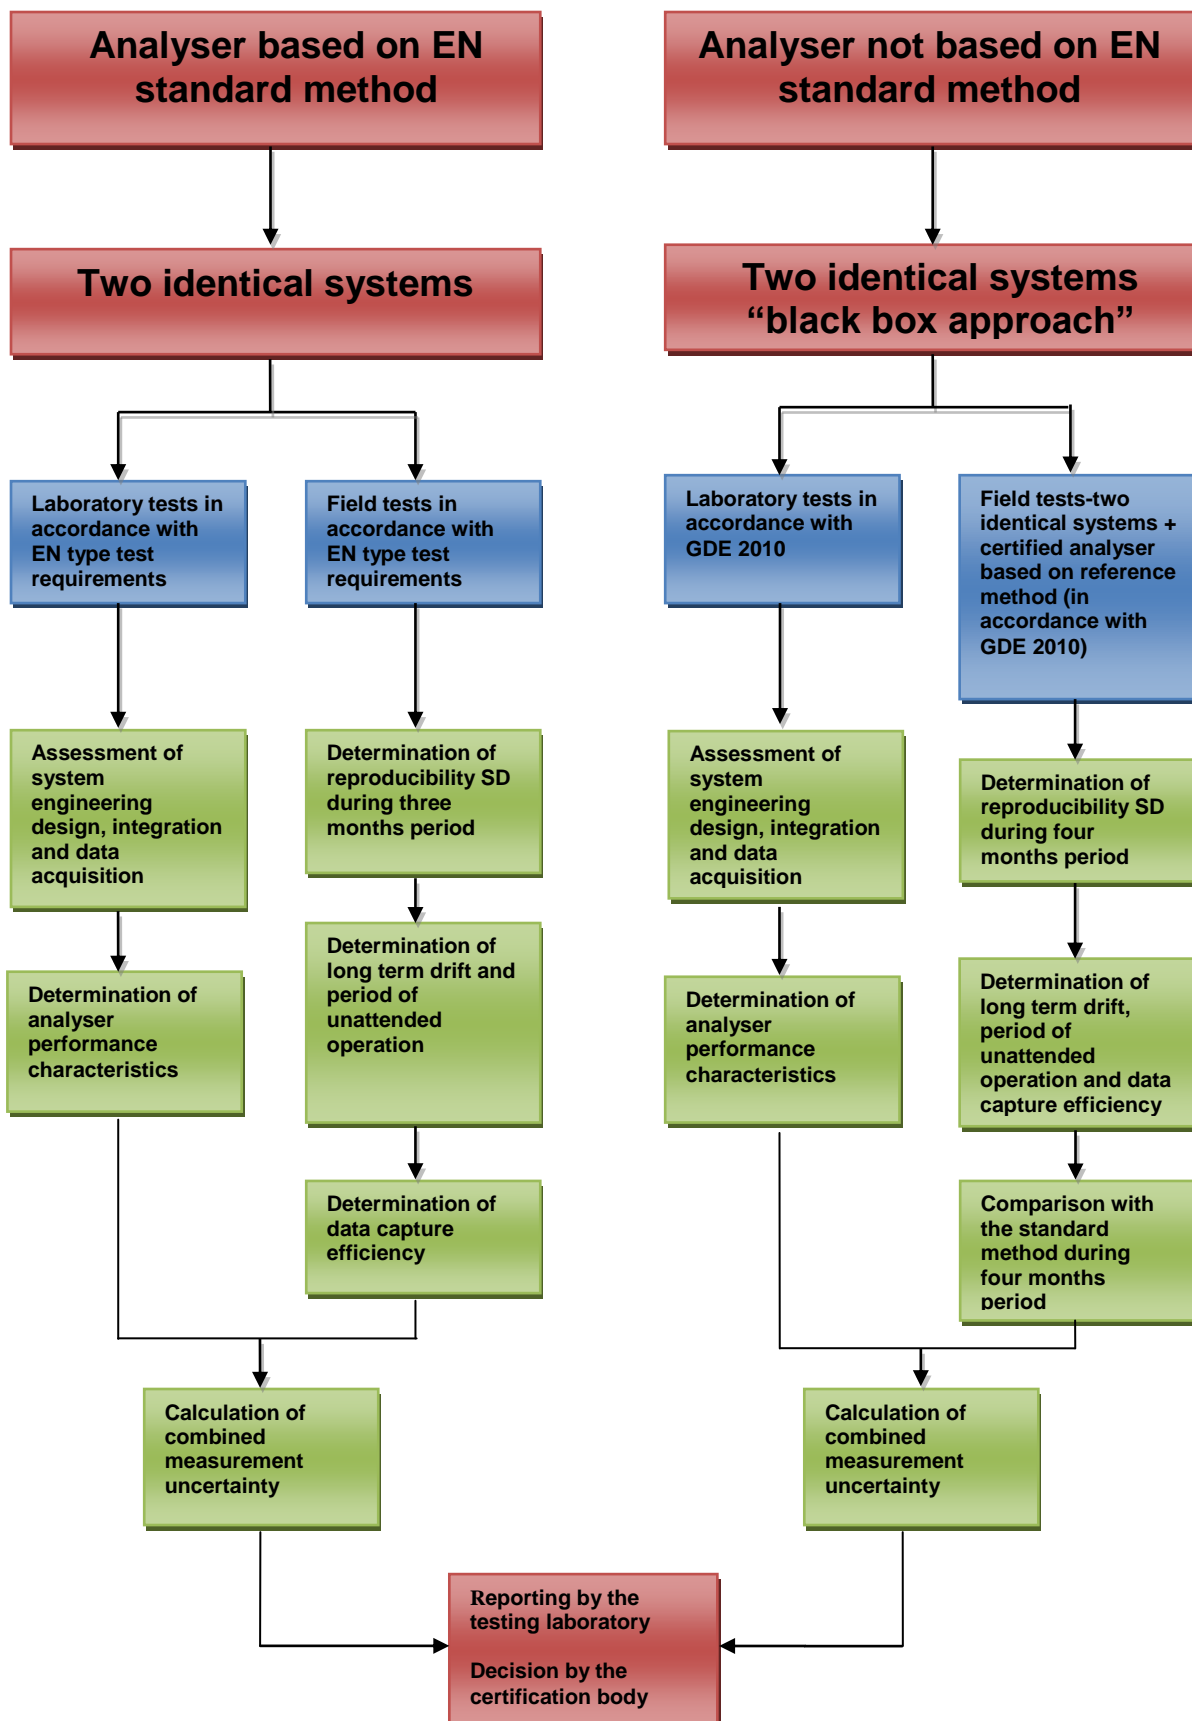 Analyser based on EN
standard method
Analyser not based on EN
standard method
Two identical systems
Two identical systems
“black box approach”
Laboratory tests in
accordance with
EN type test
requirements
Field tests in
accordance with
EN type test
requirements
Laboratory tests in
accordance with
GDE 2010
Field tests-two
identical systems +
certified analyser
based on reference
method (in
accordance with
GDE 2010)
Assessment of
system
engineering
design, integration
and data
acquisition
Determination of
reproducibility SD
during three
months period
Assessment of
system
engineering
design, integration
and data
acquisition
Determination of
reproducibility SD
during four
months period
Determination of
analyser
performance
characteristics
Determination of
long term drift and
period of
unattended
operation
Determination of
analyser
performance
characteristics
Determination of
long term drift,
period of
unattended
operation and data
capture efficiency
Determination of
data capture
efficiency
Comparison with
the standard
method during
four months
period
Calculation of
combined
measurement
uncertainty
Calculation of
combined
measurement
uncertainty
Reporting by the
testing laboratory
Decision by the
certification body